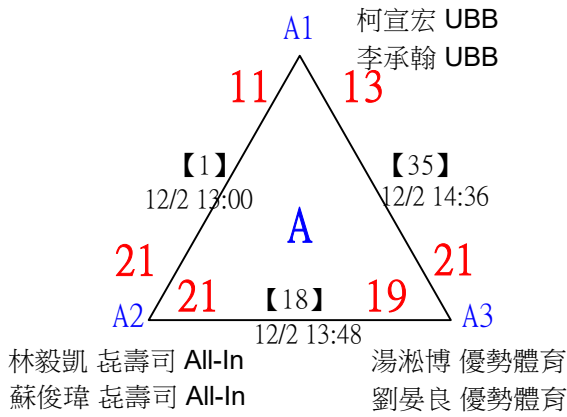 A1
柯宣宏 UBB
李承翰 UBB
11
13
【1】
12/2 13:00
【35】
12/2 14:36
A
21
21
21
【18】
19
A2
A3
12/2 13:48
林毅凱 㐂壽司 All-In
湯淞博 優勢體育
蘇俊瑋 㐂壽司 All-In
劉晏良 優勢體育